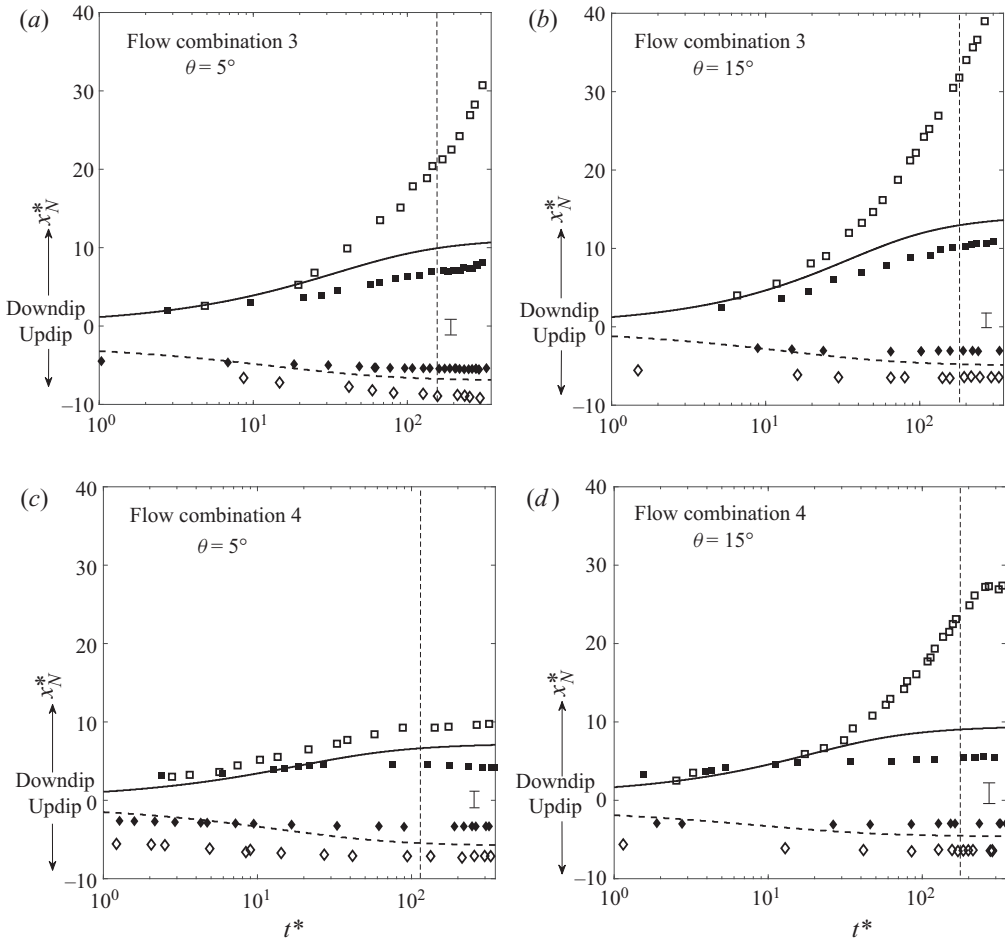 (a)
Flow combination 3
θ = 5°
40
30
20
10
0
−10
x*N
Downdip
Updip
10^0
10^1
10^2
(b)
Flow combination 3
θ = 15°
40
30
20
10
0
−10
x*N
Downdip
Updip
10^0
10^1
10^2
(c)
Flow combination 4
θ = 5°
40
30
20
10
0
−10
x*N
Downdip
Updip
10^0
10^1
10^2
t*
(d)
Flow combination 4
θ = 15°
40
30
20
10
0
−10
x*N
Downdip
Updip
10^0
10^1
10^2
t*